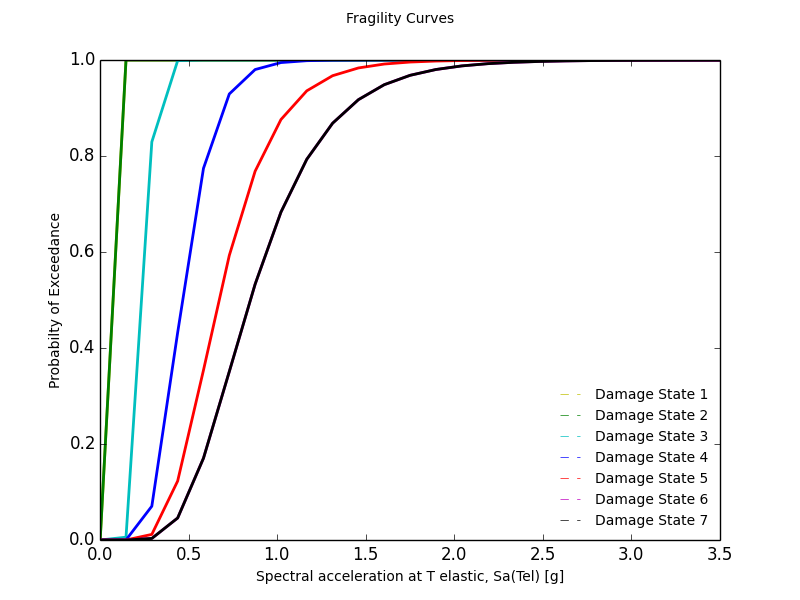 Fragility Curves
1.0
0.8
0.6
0.4
0.2
0.0
Probabilty of Exceedance
Damage State 1
Damage State 2
Damage State 3
Damage State 4
Damage State 5
Damage State 6
Damage State 7
0.0 0.5 1.0 1.5 2.0 2.5 3.0 3.5
Spectral acceleration at T elastic, Sa(Tel) [g]